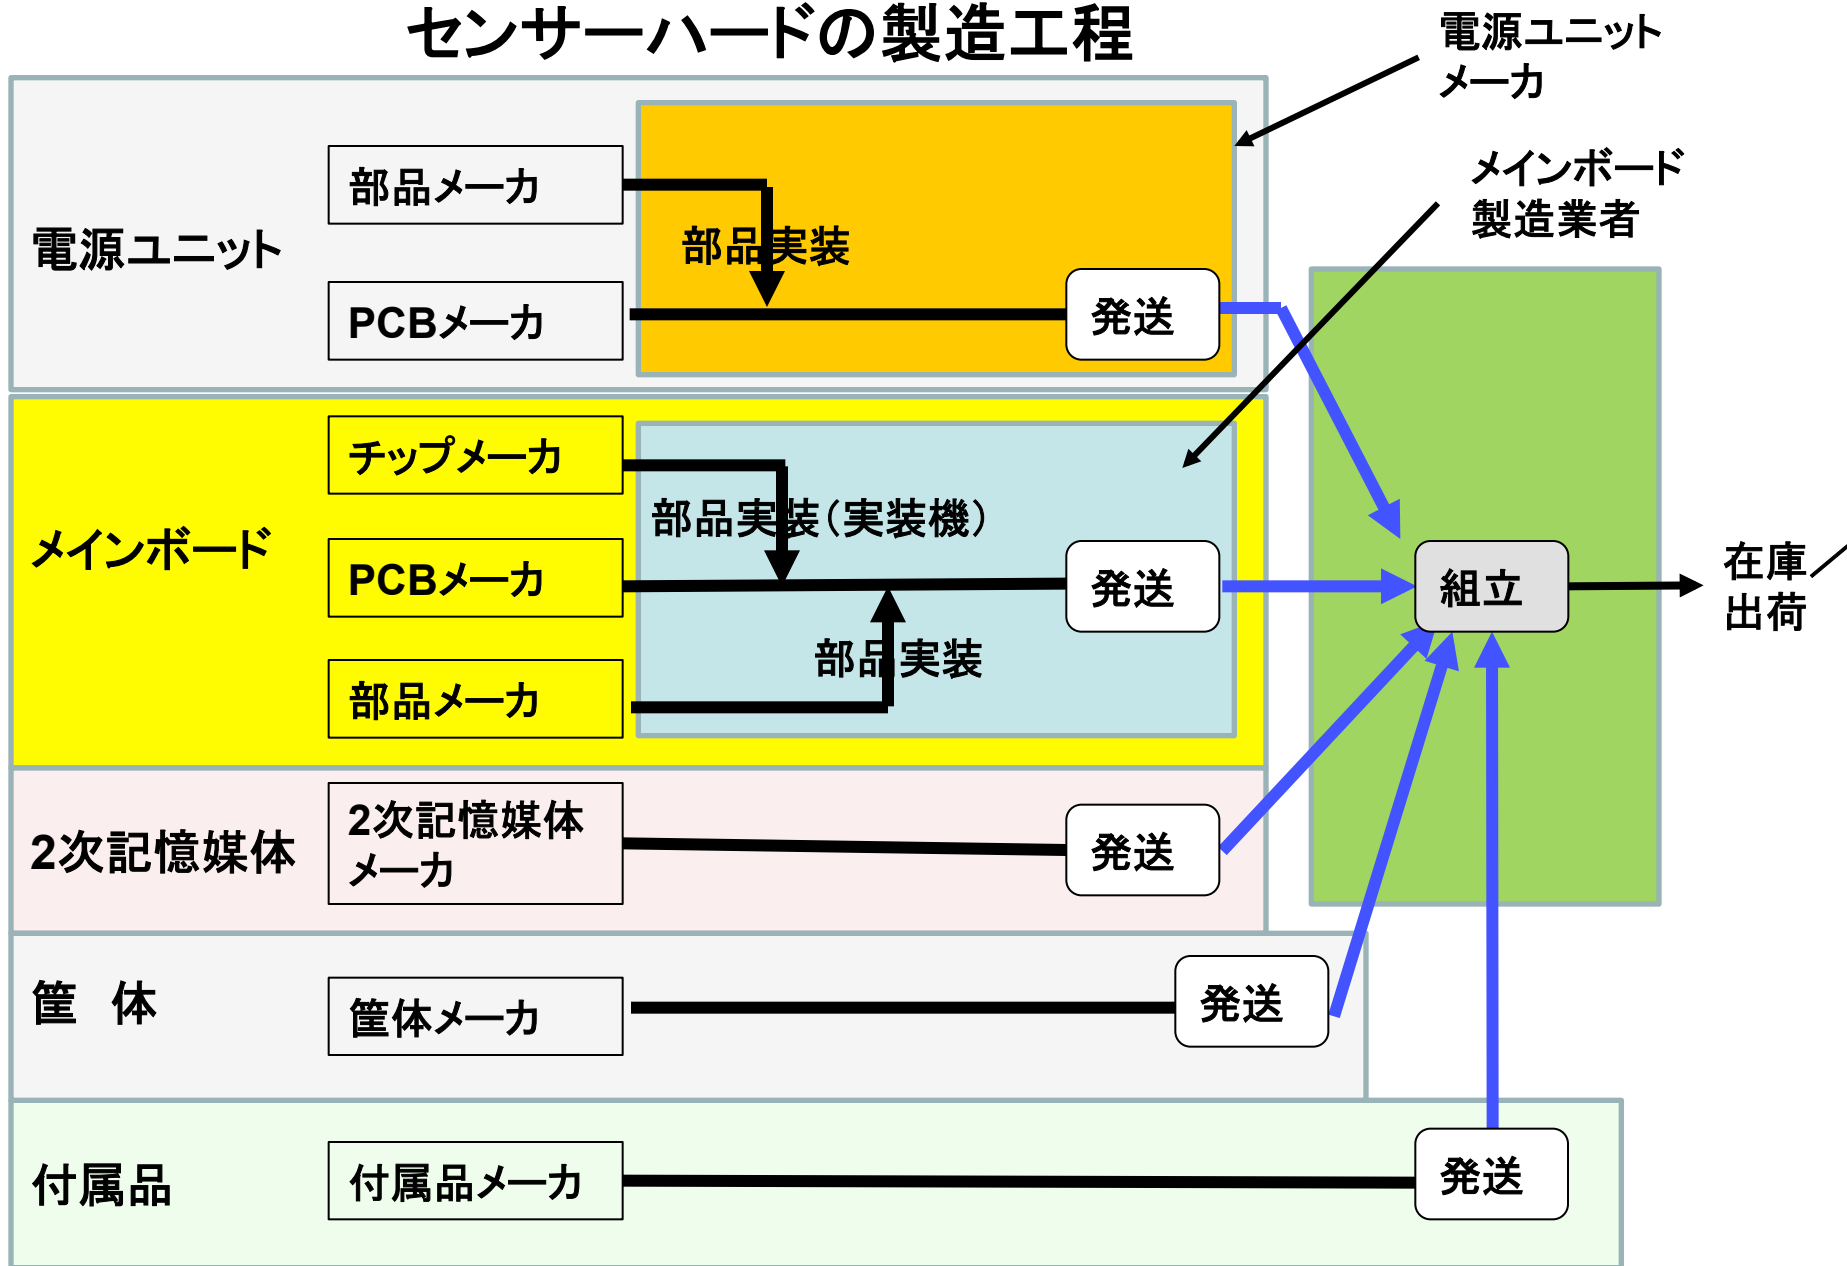 センサーハードの製造工程
電源ユニット
メーカ
メインボード
製造業者
電源ユニット
部品メーカ
部品実装
PCBメーカ
発送
メインボード
チップメーカ
部品実装（実装機）
PCBメーカ
発送
部品実装
部品メーカ
組立
在庫／
出荷
2次記憶媒体
2次記憶媒体
メーカ
発送
筐　体
筐体メーカ
発送
付属品
付属品メーカ
発送